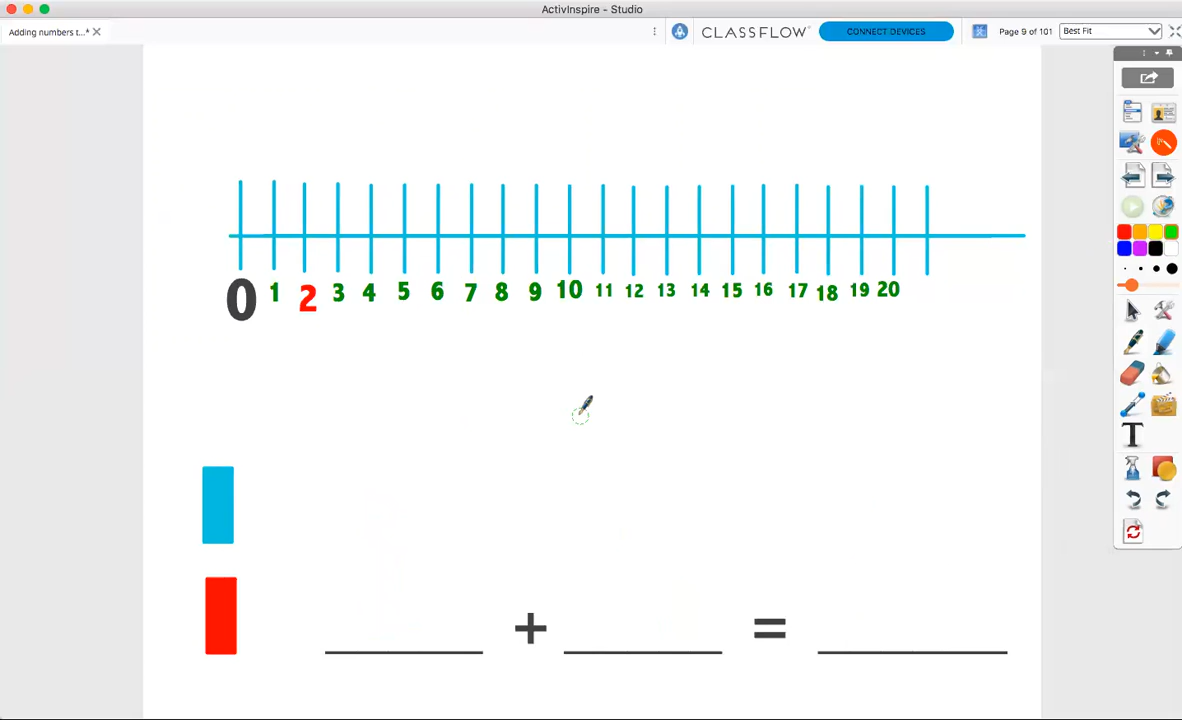 ActivInspire - Studio
Adding numbers t...*
CLASSFLOW
CONNECT DEVICES
Page 9 of 101
Best Fit
0 1 2 3 4 5 6 7 8 9 10 11 12 13 14 15 16 17 18 19 20
+ =
T